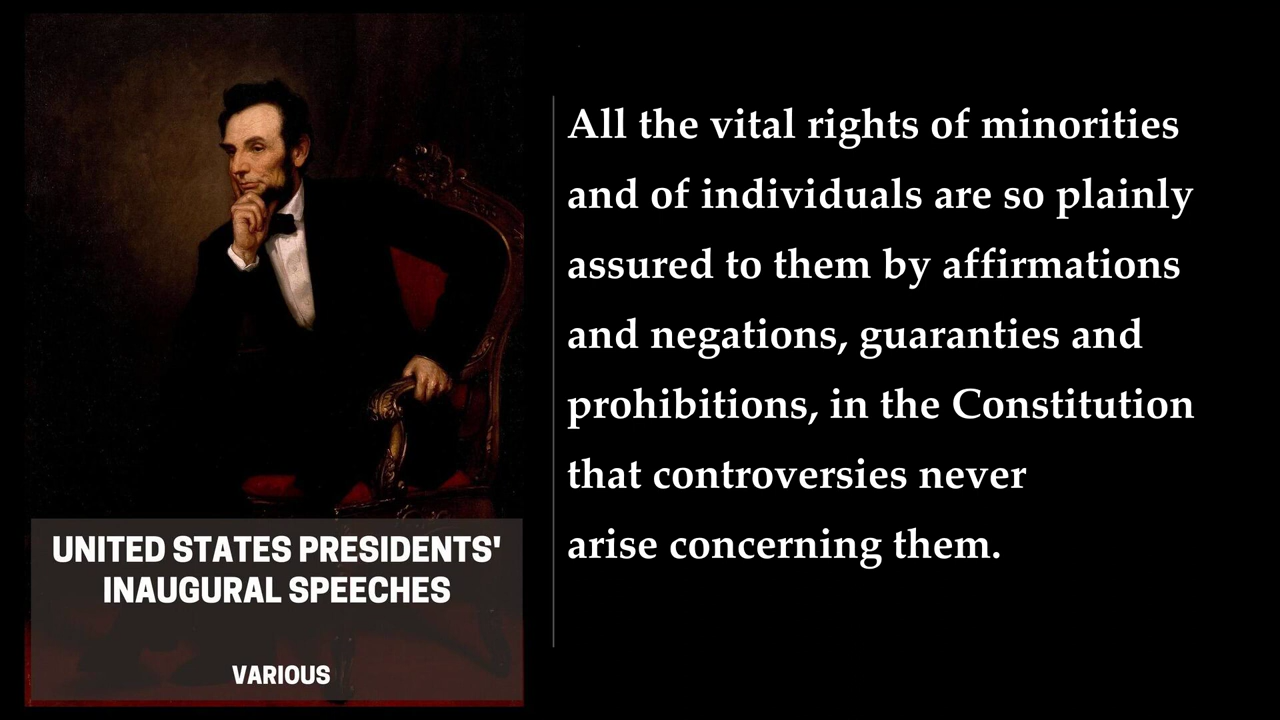 All the vital rights of minorities
and of individuals are so plainly
assured to them by affirmations
and negations, guaranties and
prohibitions, in the Constitution
that controversies never
arise concerning them.
UNITED STATES PRESIDENTS'
INAUGURAL SPEECHES
VARIOUS